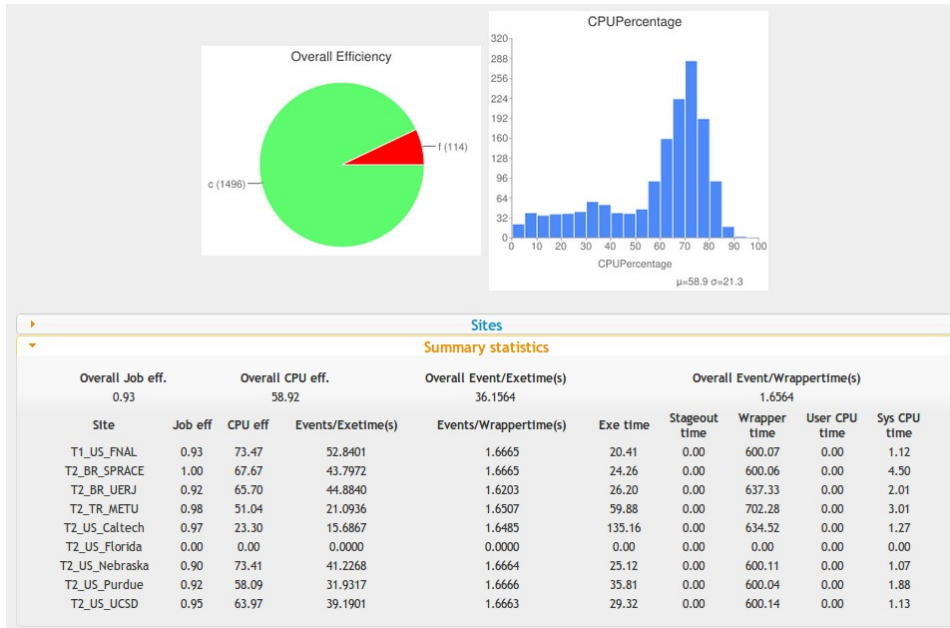 Overall Efficiency
f (114)
c (1496)
CPUPercentage
320
288
256
224
192
160
128
96
64
32
0
0 10 20 30 40 50 60 70 80 90 100
CPUPercentage
μ=58.9 σ=21.3
Sites
Summary statistics
Overall Job eff. Overall CPU eff. Overall Event/Exetime(s) Overall Event/Wrappertime(s)
0.93 58.92 36.1564 1.6564
Site Job eff CPU eff Events/Exetime(s) Events/Wrappertime(s) Exe time Stageout time Wrapper time User CPU time Sys CPU time
T1_US_FNAL 0.93 73.47 52.8401 1.6665 20.41 0.00 600.07 0.00 1.12
T2_BR_SPRACE 1.00 67.67 43.7972 1.6665 24.26 0.00 600.06 0.00 4.50
T2_BR_UERJ 0.92 65.70 44.8840 1.6203 26.20 0.00 637.33 0.00 2.01
T2_TR_METU 0.98 51.04 21.0936 1.6507 59.88 0.00 702.28 0.00 3.01
T2_US_Caltech 0.97 23.30 15.6867 1.6485 135.16 0.00 634.52 0.00 1.27
T2_US_Florida 0.00 0.00 0.0000 0.0000 0.00 0.00 0.00 0.00 0.00
T2_US_Nebraska 0.90 73.41 41.2268 1.6664 25.12 0.00 600.11 0.00 1.07
T2_US_Purdue 0.92 58.09 31.9317 1.6666 35.81 0.00 600.04 0.00 1.88
T2_US_UCSD 0.95 63.97 39.1901 1.6663 29.32 0.00 600.14 0.00 1.13